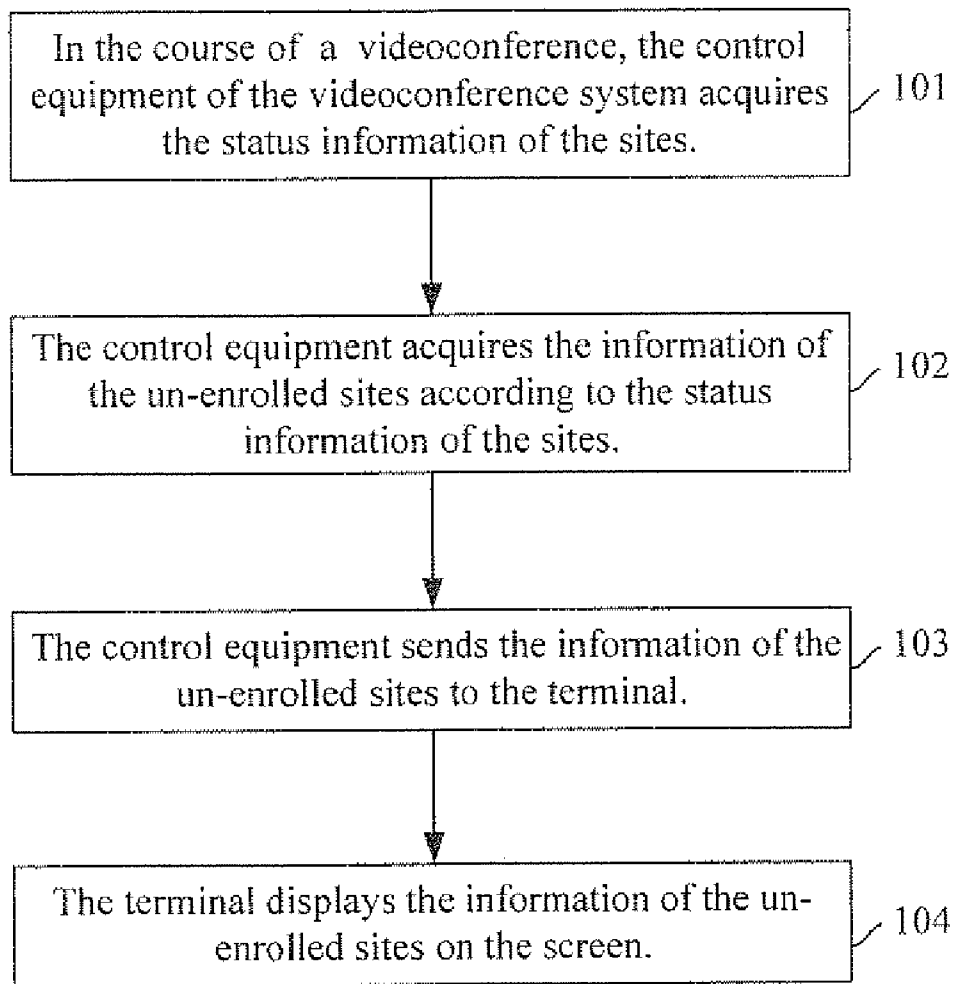 In the course of a videoconference, the control
equipment of the videoconference system acquires
the status information of the sites.
101
The control equipment acquires the information of
the un-enrolled sites according to the status
information of the sites.
102
The control equipment sends the information of the
un-enrolled sites to the terminal.
103
The terminal displays the information of the un-
enrolled sites on the screen.
104